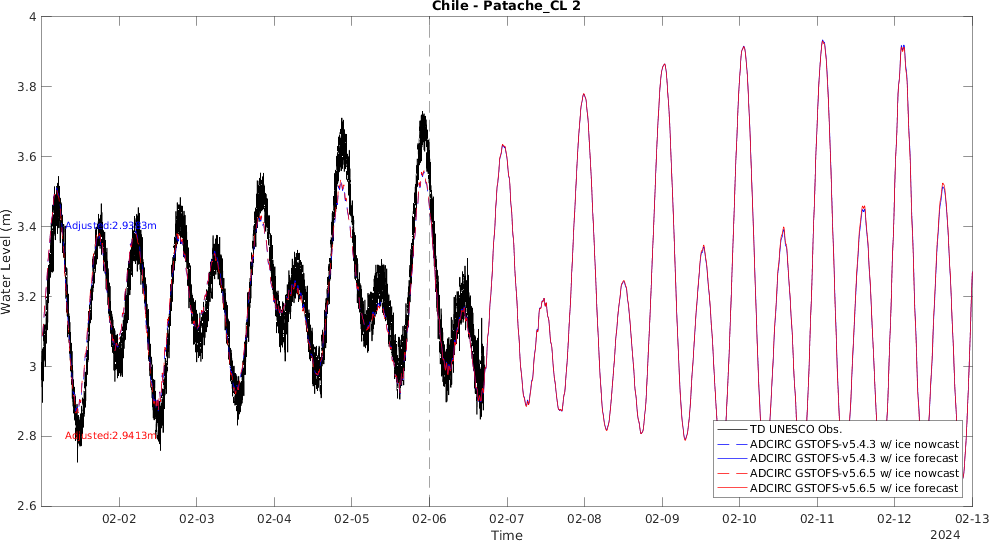 Chile - Patache_CL 2
Water Level (m)
4
3.8
3.6
3.4
3.2
3
2.8
2.6
Adjusted:2.9383m
Adjusted:2.9413m
TD UNESCO Obs.
ADCIRC GSTOFS-v5.4.3 w/ ice nowcast
ADCIRC GSTOFS-v5.4.3 w/ ice forecast
ADCIRC GSTOFS-v5.6.5 w/ ice nowcast
ADCIRC GSTOFS-v5.6.5 w/ ice forecast
02-02 02-03 02-04 02-05 02-06 02-07 02-08 02-09 02-10 02-11 02-12 02-13
Time
2024